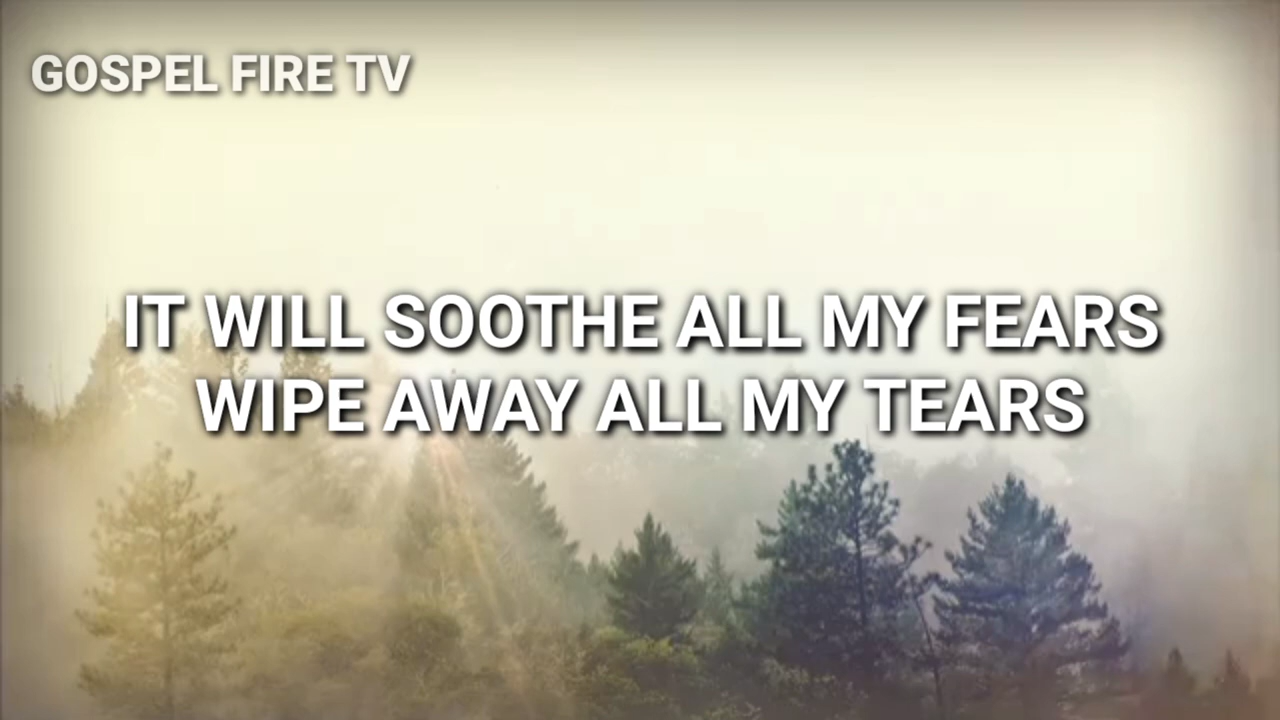 GOSPEL FIRE TV
IT WILL SOOTHE ALL MY FEARS
WIPE AWAY ALL MY TEARS